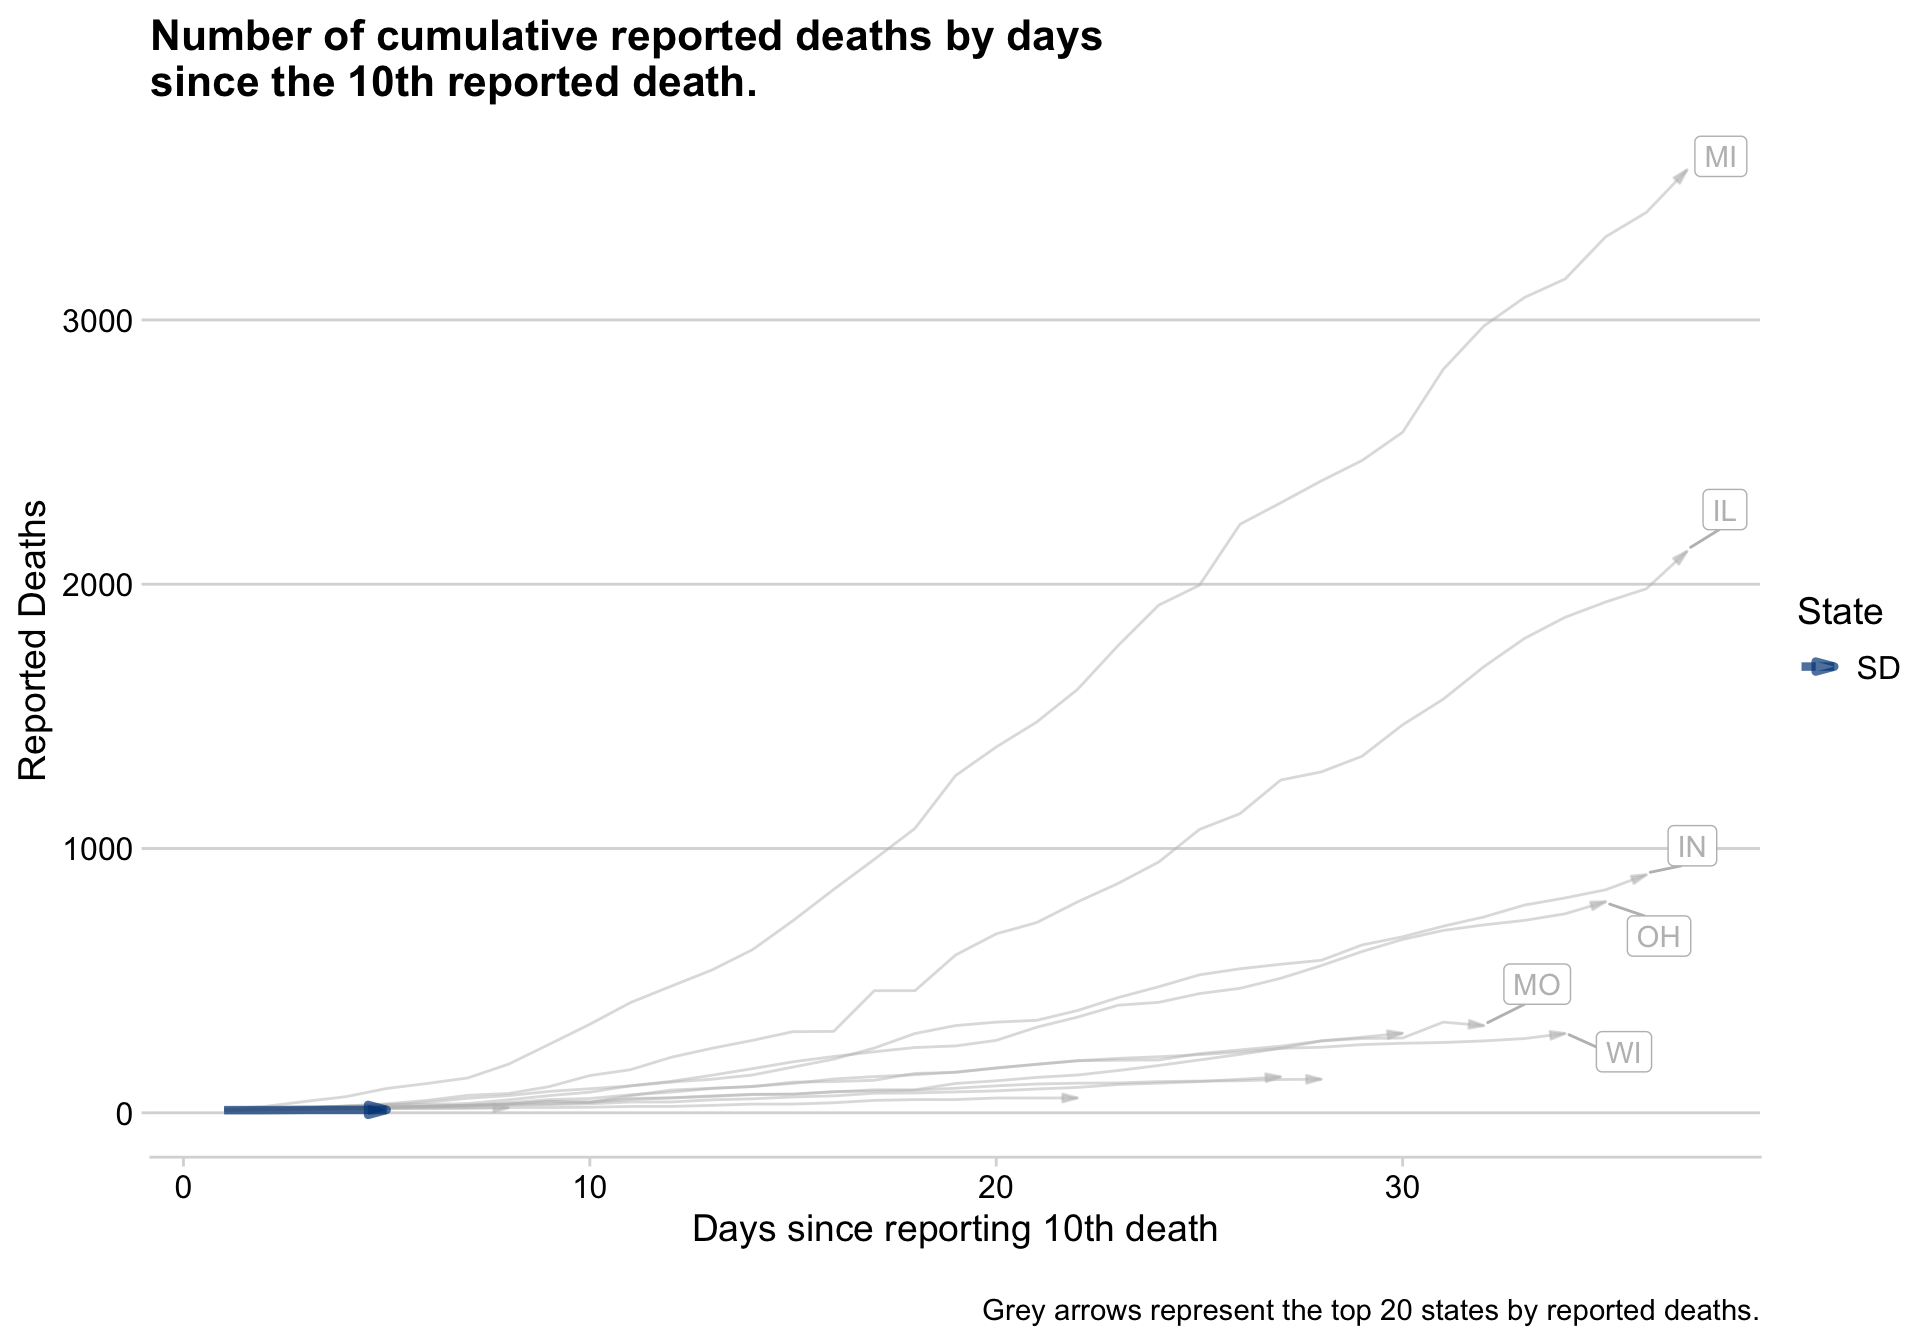 Number of cumulative reported deaths by days
since the 10th reported death.
MI
3000
IL
2000
Reported Deaths
State
SD
1000
IN
OH
MO
WI
0
0 10 20 30
Days since reporting 10th death
Grey arrows represent the top 20 states by reported deaths.